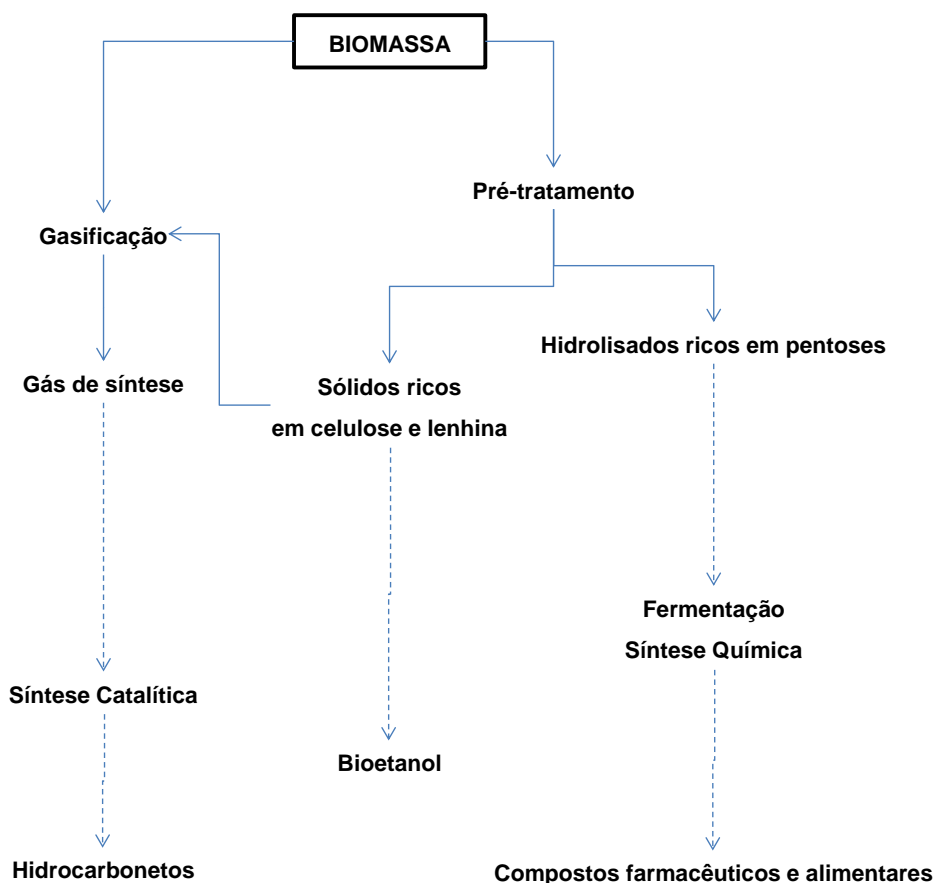 BIOMASSA
Pré-tratamento
Gasificação
Hidrolisados ricos em pentoses
Gás de síntese
Sólidos ricos
em celulose e lenhina
Fermentação
Síntese Química
Síntese Catalítica
Bioetanol
Hidrocarbonetos
Compostos farmacêuticos e alimentares